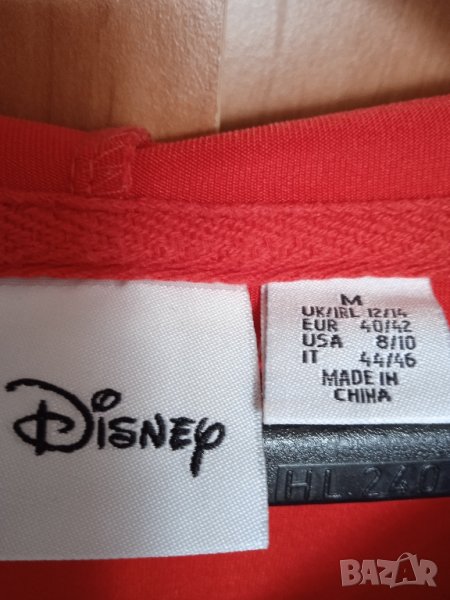 Disney
M
UK/IRL 12/14
EUR 40/42
USA 8/10
IT 44/46
MADE IN
CHINA
HL 240
BAZAR